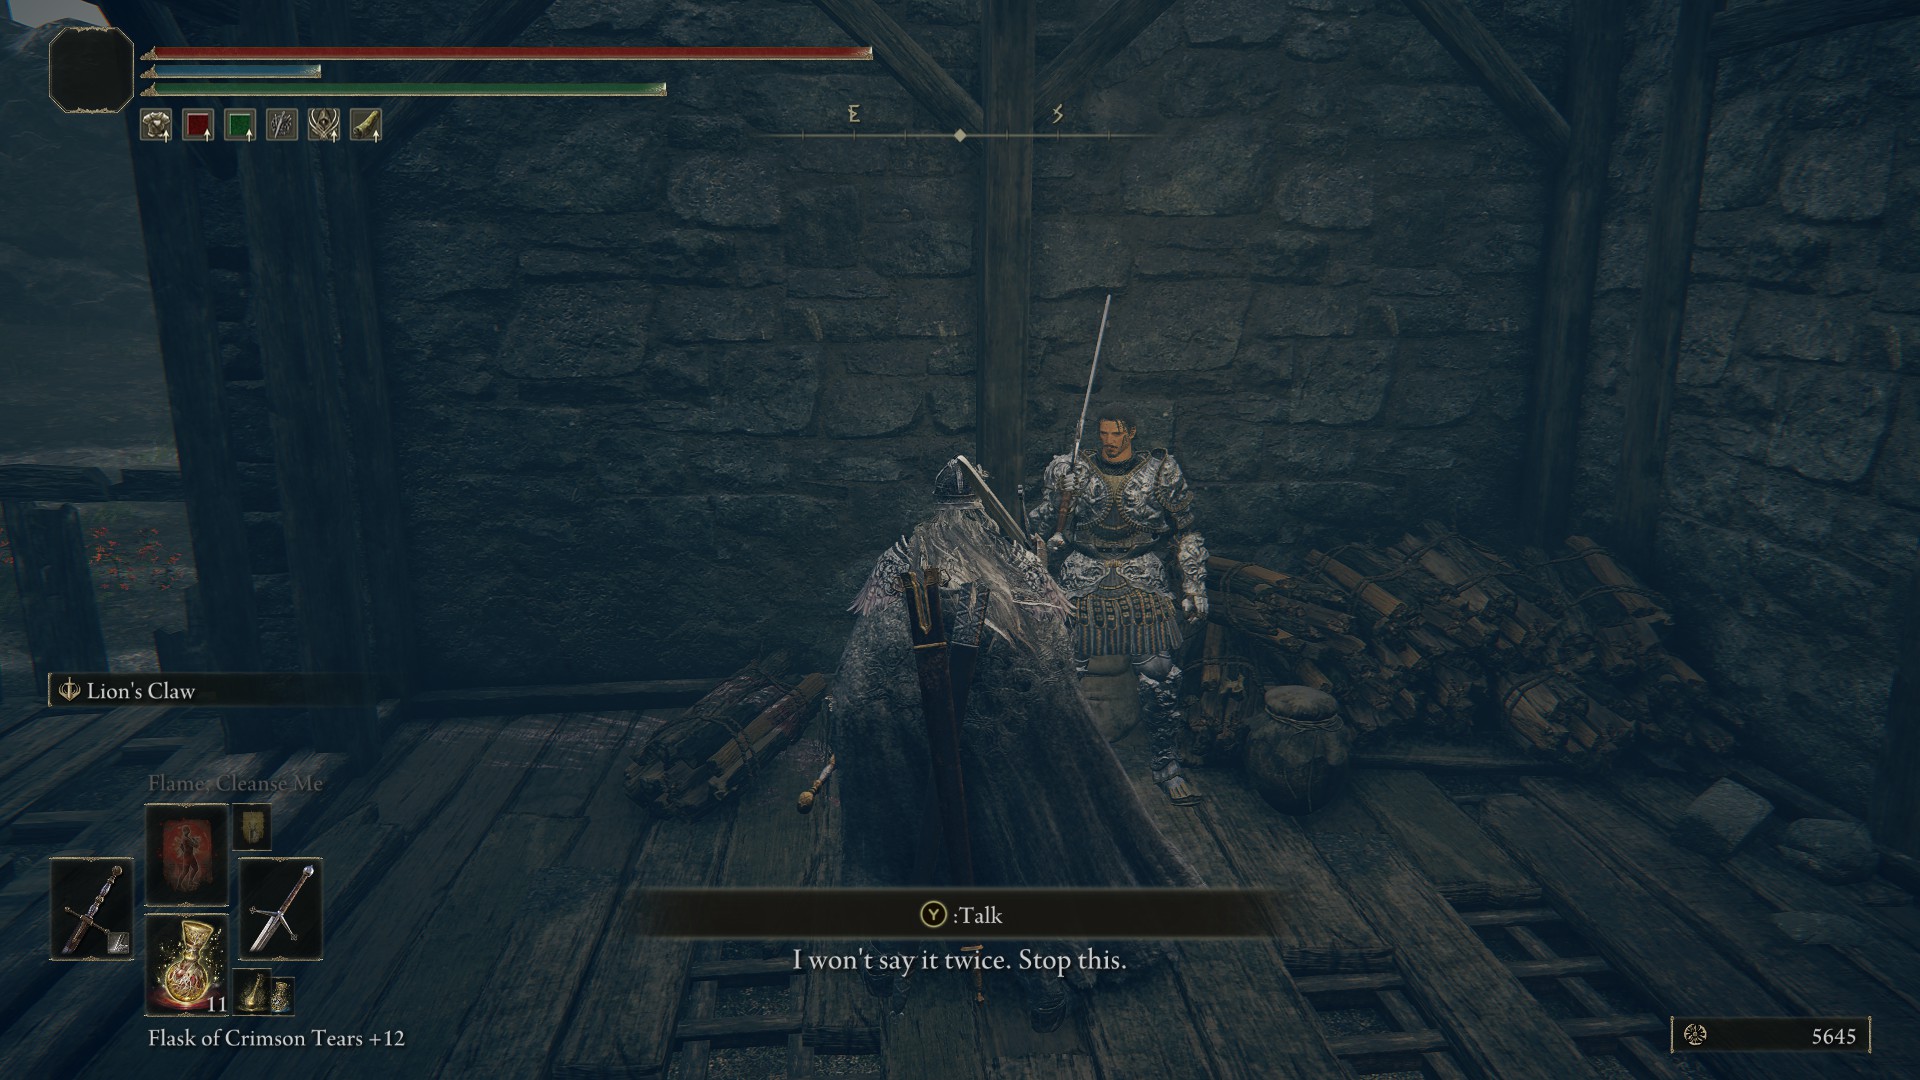 E S
Lion's Claw
Flame, Cleanse Me
Y :Talk
I won't say it twice. Stop this.
11
Flask of Crimson Tears +12
5645